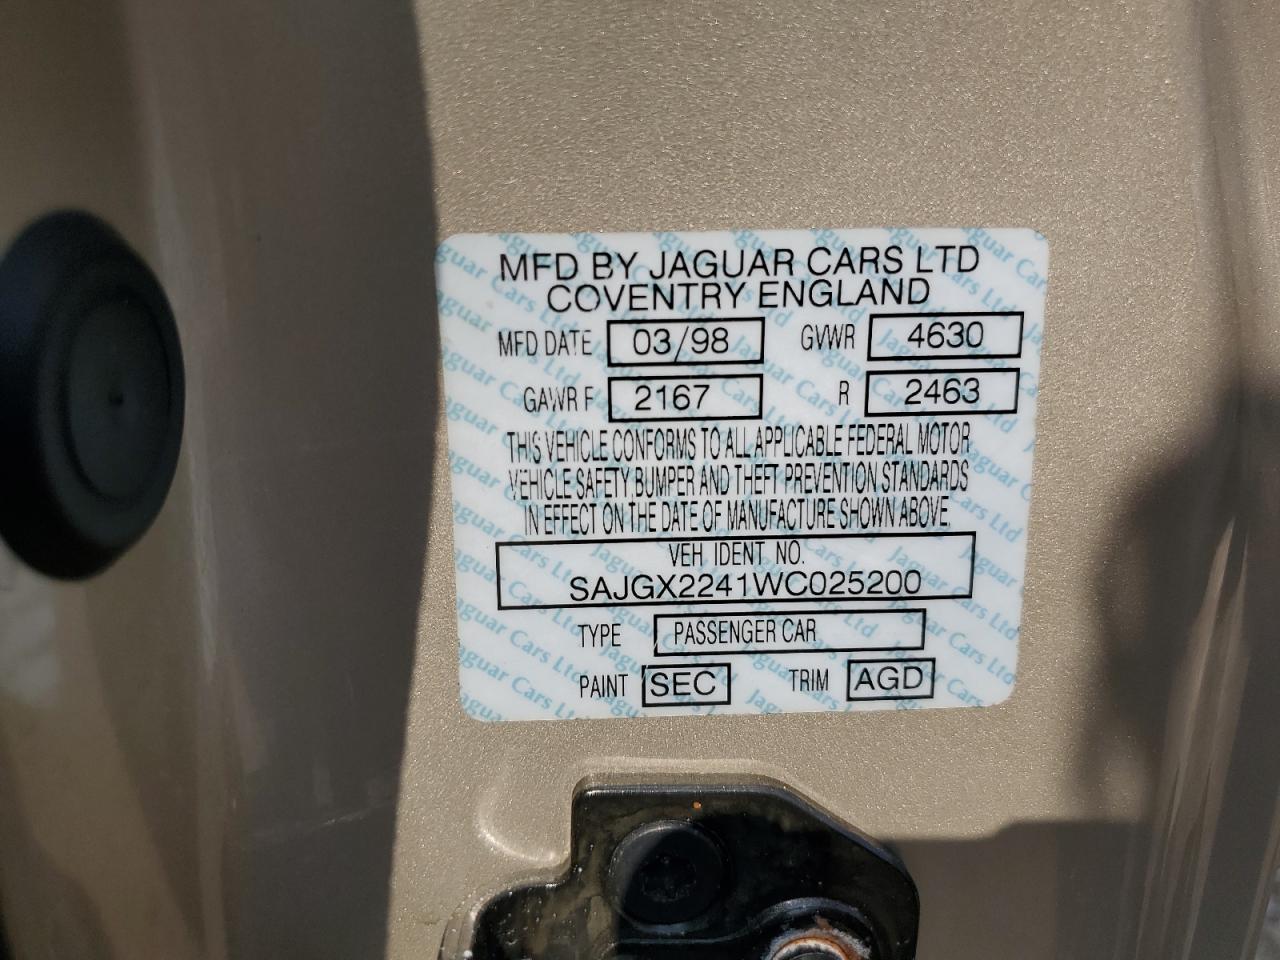 MFD BY JAGUAR CARS LTD
COVENTRY ENGLAND
MFD DATE 03/98 GVWR 4630
GAWR F 2167 R 2463
THIS VEHICLE CONFORMS TO ALL APPLICABLE FEDERAL MOTOR
VEHICLE SAFETY, BUMPER AND THEFT PREVENTION STANDARDS
IN EFFECT ON THE DATE OF MANUFACTURE SHOWN ABOVE.
VEH IDENT NO.
SAJGX2241WC025200
TYPE PASSENGER CAR
PAINT SEC TRIM AGD